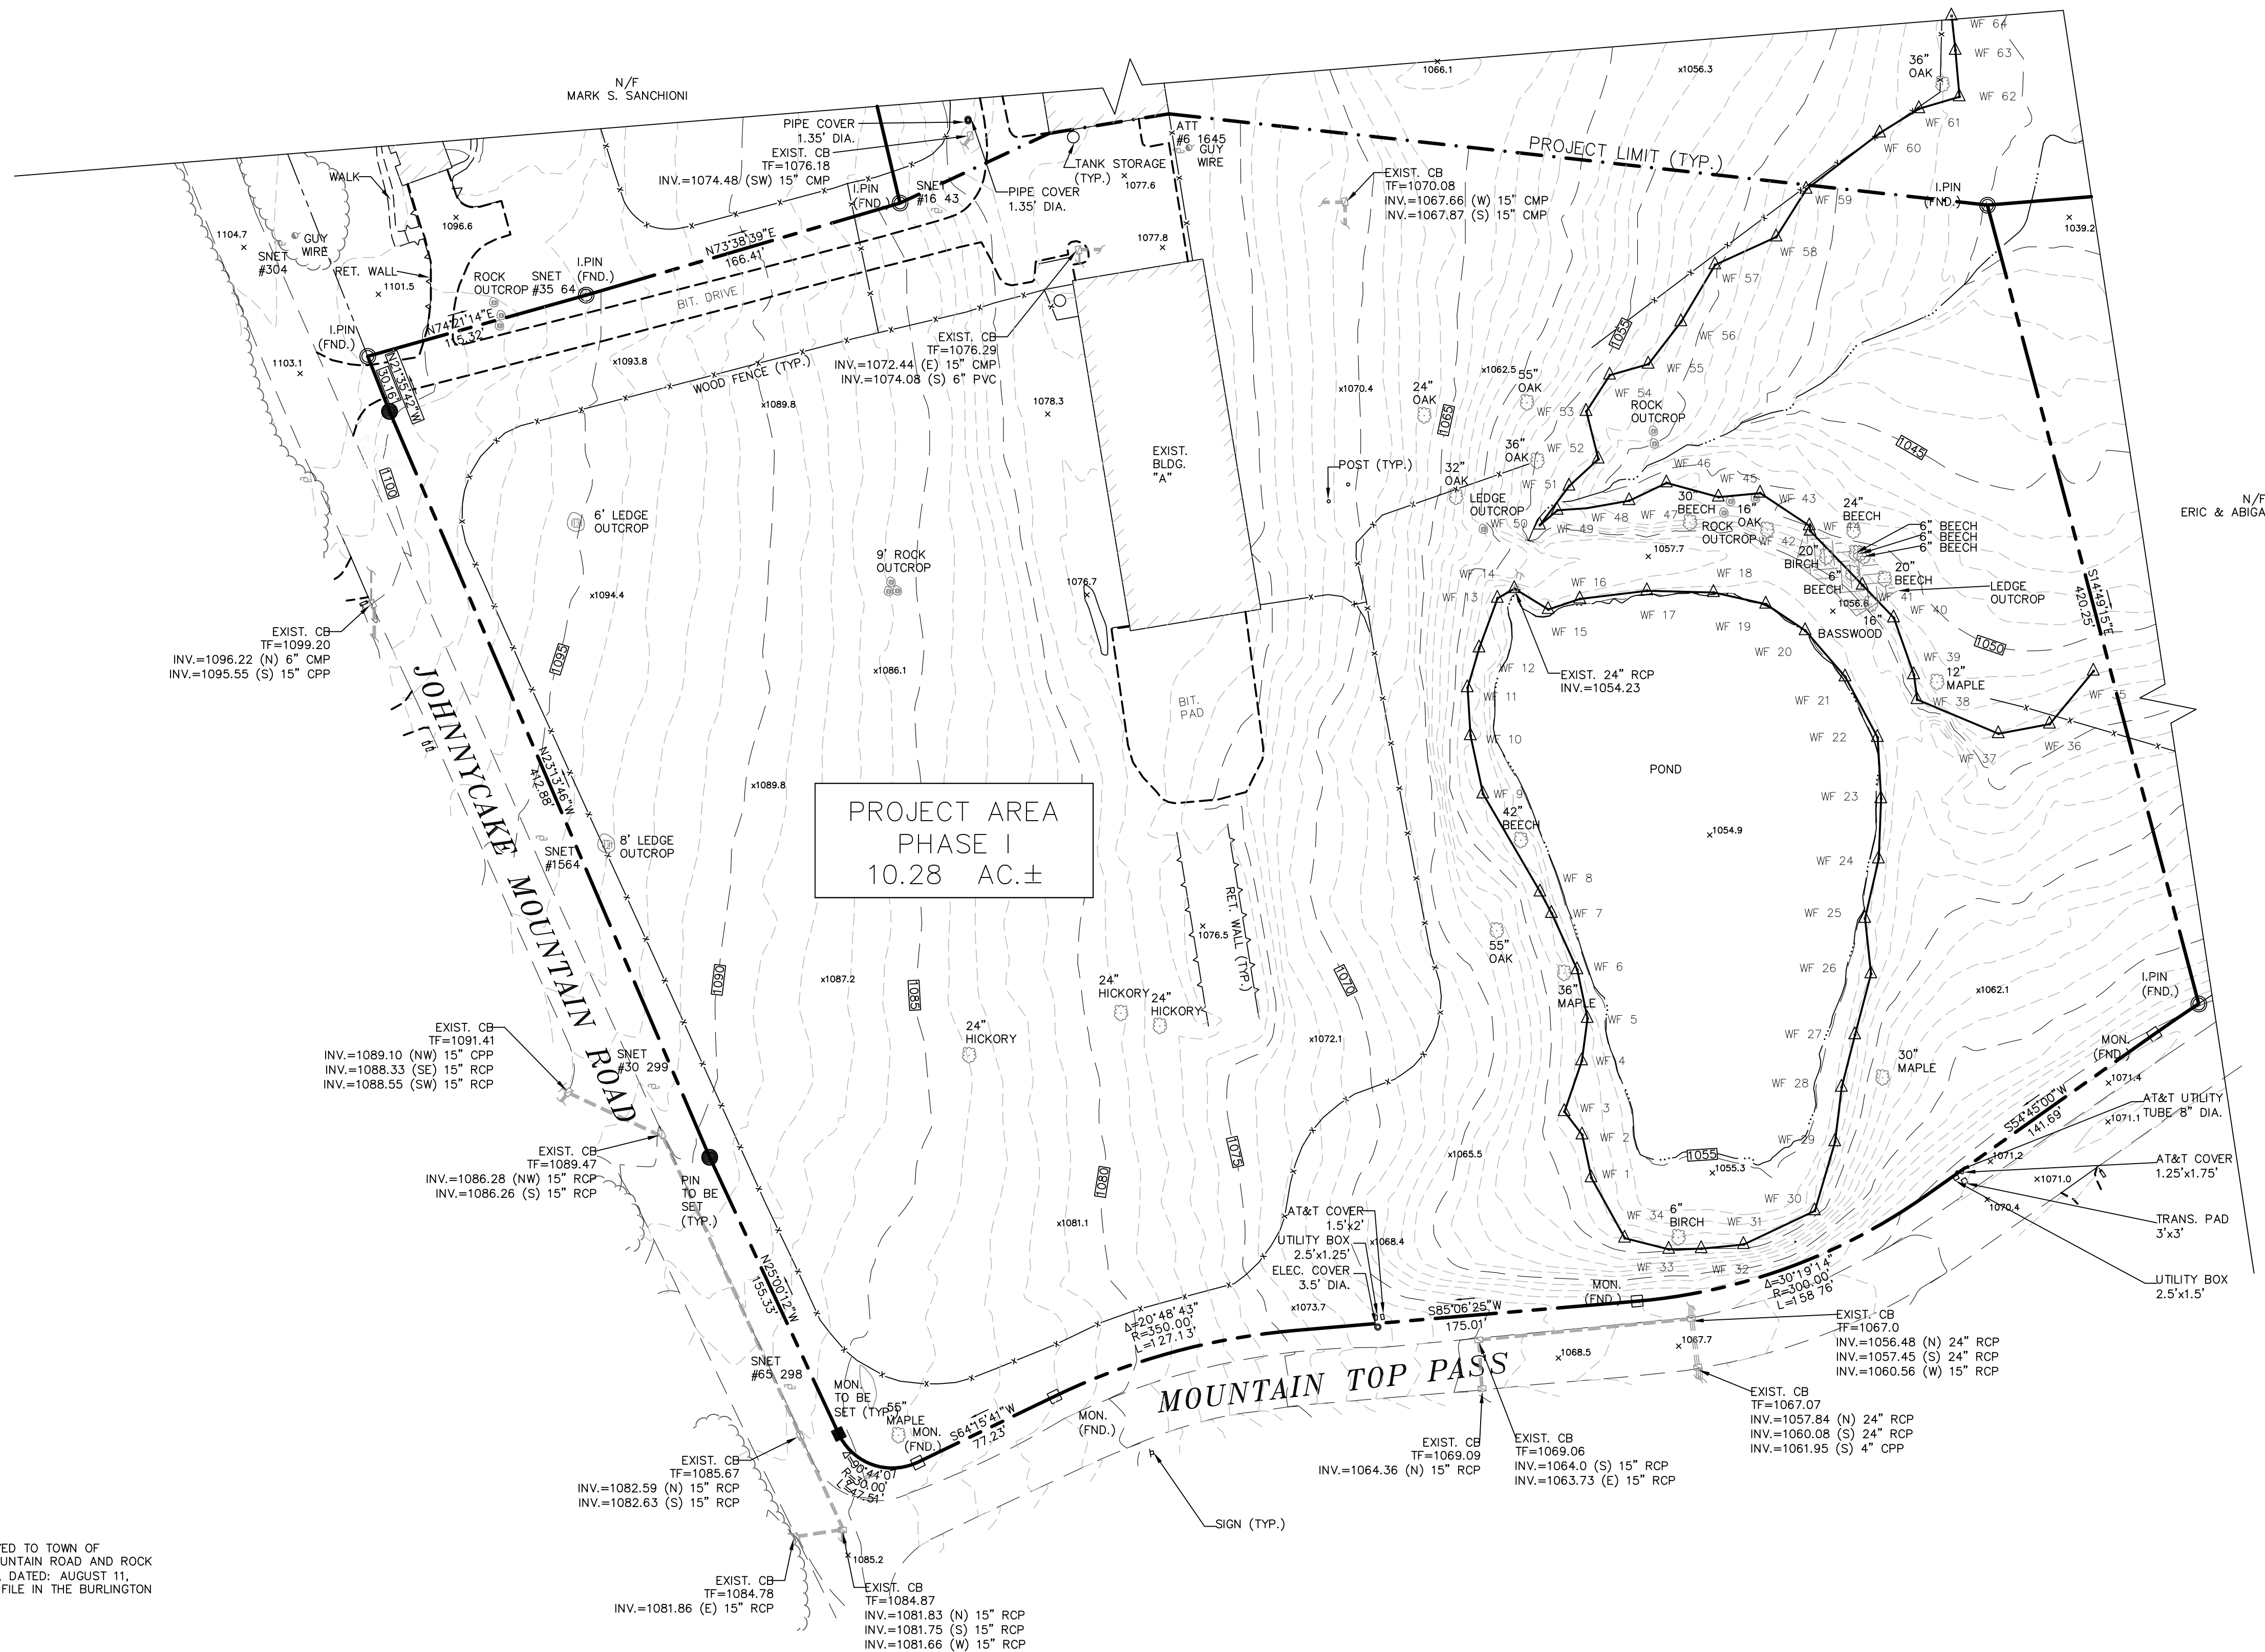 N/F
MARK S. SANCHIONI
PIPE COVER
1.35' DIA.
EXIST. CB
TF=1076.18
INV.=1074.48 (SW) 15" CMP
WALK
1104.7
SNET
#304
GUY
WIRE
1096.6
RET. WALL
1101.5
ROCK
OUTCROP
SNET
#35 64
I.PIN
(FND.)
I.PIN
(FND.)
SNET
#16 43
PIPE COVER
1.35' DIA.
TANK STORAGE
(TYP.)
1077.6
ATT
#6 1645
GUY
WIRE
1077.8
1066.1
x1056.3
EXIST. CB
TF=1070.08
INV.=1067.66 (W) 15" CMP
INV.=1067.87 (S) 15" CMP
PROJECT LIMIT (TYP.)
36"
OAK
WF 64
WF 63
WF 62
WF 61
WF 60
WF 59
WF 58
WF 57
WF 56
WF 55
WF 54
WF 53
WF 52
WF 51
I.PIN
(FND.)
1039.2
N73°38'39"E
166.41'
N74°21'14"E
115.32'
BIT. DRIVE
I.PIN
(FND.)
1103.1
N21°35'42"W
30.16'
x1093.8
WOOD FENCE (TYP.)
x1089.8
EXIST. CB
TF=1076.29
INV.=1072.44 (E) 15" CMP
INV.=1074.08 (S) 6" PVC
1078.3
x1070.4
24"
OAK
1065
x1062.5
55"
OAK
1055
ROCK
OUTCROP
1045
N/F
ERIC & ABIGA
1100
EXIST.
BLDG.
"A"
POST (TYP.)
32"
OAK
36"
OAK
LEDGE
OUTCROP
WF 50
WF 49
WF 48
WF 47
WF 46
WF 45
WF 43
WF 44
WF 42
30"
BEECH
16"
OAK
ROCK
OUTCROP
24"
BEECH
6" BEECH
6" BEECH
6" BEECH
20"
BIRCH
20"
BEECH
6"
BEECH
LEDGE
OUTCROP
1057.7
1056.6
WF 41
WF 40
16"
BASSWOOD
WF 39
12"
MAPLE
WF 38
WF 37
WF 36
WF 35
1050
S14°49'15"E
420.25'
6' LEDGE
OUTCROP
9' ROCK
OUTCROP
x1094.4
1076.7
WF 14
WF 13
WF 15
WF 16
WF 17
WF 18
WF 19
WF 20
WF 21
WF 22
WF 23
WF 24
WF 25
WF 26
WF 27
WF 28
WF 29
WF 30
WF 31
WF 32
WF 33
WF 34
WF 12
WF 11
WF 10
WF 9
WF 8
WF 7
WF 6
WF 5
WF 4
WF 3
WF 2
WF 1
EXIST. 24" RCP
INV.=1054.23
EXIST. CB
TF=1099.20
INV.=1096.22 (N) 6" CMP
INV.=1095.55 (S) 15" CPP
1095
x1086.1
BIT.
PAD
POND
JOHNNYCAKE MOUNTAIN ROAD
N23°13'46"W
412.88'
x1089.8
PROJECT AREA
PHASE I
10.28 AC.±
42"
BEECH
1054.9
SNET
#1564
8' LEDGE
OUTCROP
RET. WALL (TYP.)
1076.5
55"
OAK
36"
MAPLE
1090
x1087.2
1085
24"
HICKORY
24"
HICKORY
24"
HICKORY
1070
x1072.1
x1062.1
I.PIN
(FND.)
MON.
(FND.)
30"
MAPLE
EXIST. CB
TF=1091.41
INV.=1089.10 (NW) 15" CPP
INV.=1088.33 (SE) 15" RCP
INV.=1088.55 (SW) 15" RCP
SNET
#30 299
S54°45'00"W
141.69'
1071.4
x1071.1
1071.2
x1071.0
1070.4
AT&T UTILITY
TUBE 8" DIA.
AT&T COVER
1.25'x1.75'
TRANS. PAD
3'x3'
UTILITY BOX
2.5'x1.5'
EXIST. CB
TF=1089.47
INV.=1086.28 (NW) 15" RCP
INV.=1086.26 (S) 15" RCP
PIN
TO BE
SET
(TYP.)
1075
1080
x1065.5
x1081.1
1055
1055.3
6"
BIRCH
AT&T COVER
1.5'x2'
UTILITY BOX
2.5'x1.25'
ELEC. COVER
3.5' DIA.
x1068.4
x1073.7
N25°00'12"W
155.33'
Δ=20°48'43"
R=350.00'
L=127.13'
S85°06'25"W
175.01'
MON.
(FND.)
Δ=30°19'14"
R=300.00'
L=158.76'
EXIST. CB
TF=1067.0
INV.=1056.48 (N) 24" RCP
INV.=1057.45 (S) 24" RCP
INV.=1060.56 (W) 15" RCP
1067.7
1068.5
MOUNTAIN TOP PASS
SNET
#65 298
MON.
TO BE
SET (TYP.)
55"
MAPLE
MON.
(FND.)
S64°15'41"W
77.23'
MON.
(FND.)
Δ=90°44'07"
R=30.00'
L=47.51'
EXIST. CB
TF=1067.07
INV.=1057.84 (N) 24" RCP
INV.=1060.08 (S) 24" RCP
INV.=1061.95 (S) 4" CPP
EXIST. CB
TF=1085.67
INV.=1082.59 (N) 15" RCP
INV.=1082.63 (S) 15" RCP
EXIST. CB
TF=1069.09
INV.=1064.36 (N) 15" RCP
EXIST. CB
TF=1069.06
INV.=1064.0 (S) 15" RCP
INV.=1063.73 (E) 15" RCP
SIGN (TYP.)
1085.2
EXIST. CB
TF=1084.78
INV.=1081.86 (E) 15" RCP
EXIST. CB
TF=1084.87
INV.=1081.83 (N) 15" RCP
INV.=1081.75 (S) 15" RCP
INV.=1081.66 (W) 15" RCP
ED TO TOWN OF
UNTAIN ROAD AND ROCK
, DATED: AUGUST 11,
FILE IN THE BURLINGTON